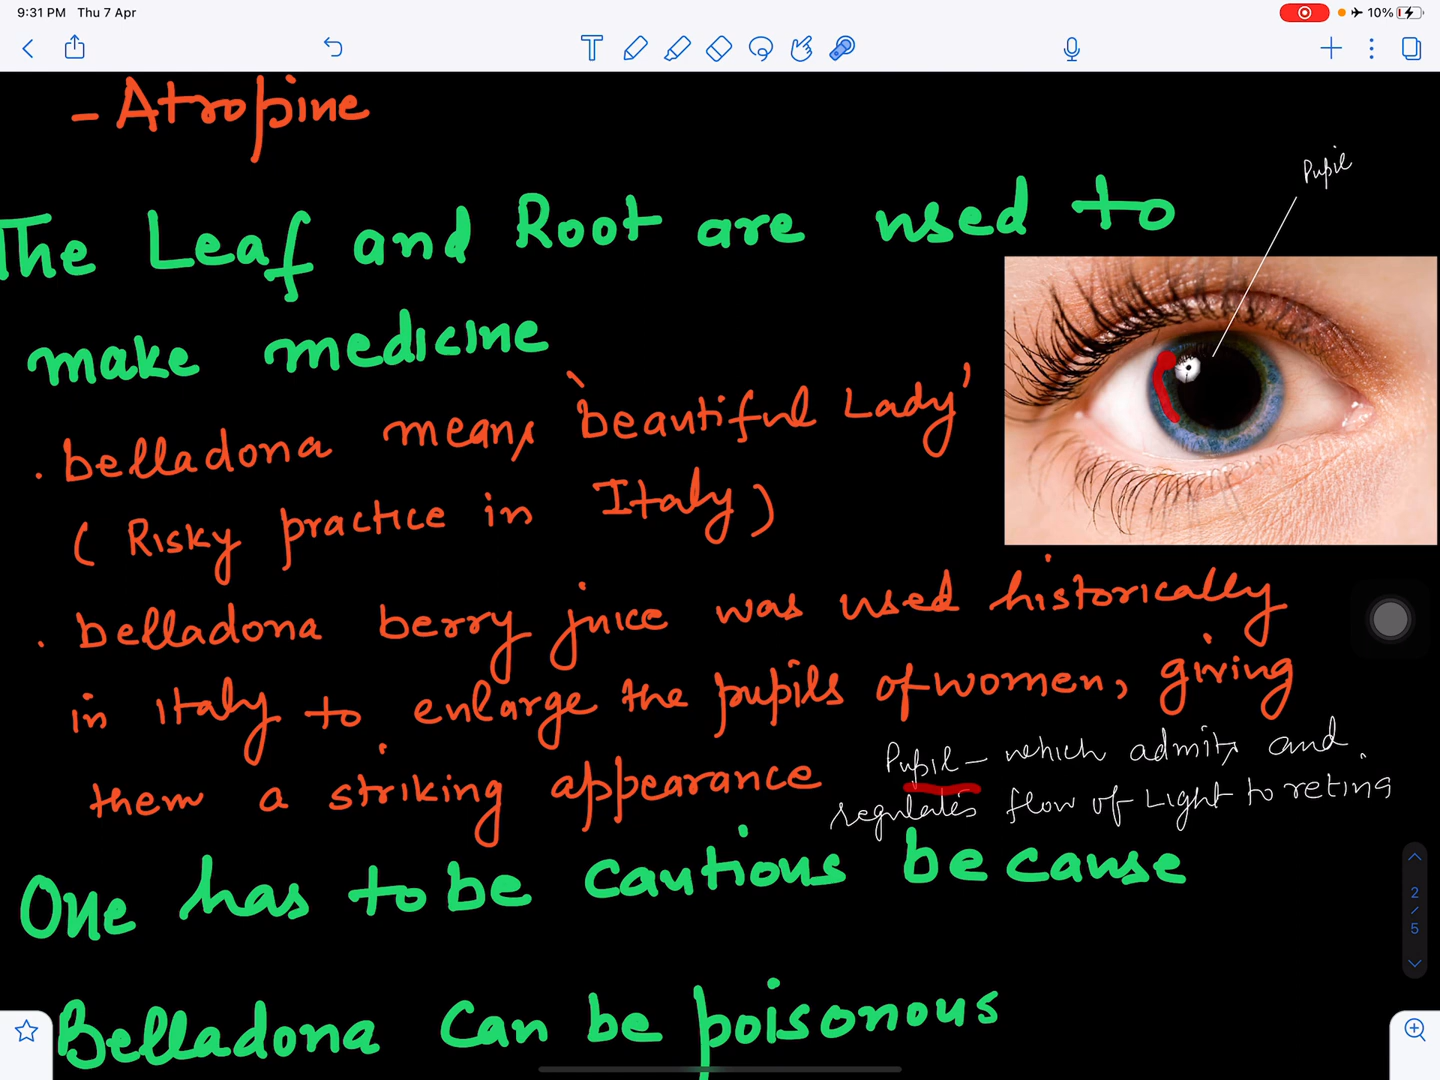 9:31 PM Thu 7 Apr
10%
- Atropine
Pupil
The Leaf and Root are used to
make medicine
. belladona means 'beautiful Lady'
( Risky practice in Italy )
. belladona berry juice was used historically
in Italy to enlarge the pupils of women, giving
them a striking appearance
Pupil - which admits and
regulates flow of Light to retina
One has to be cautious because
Belladona can be poisonous
2
/
5